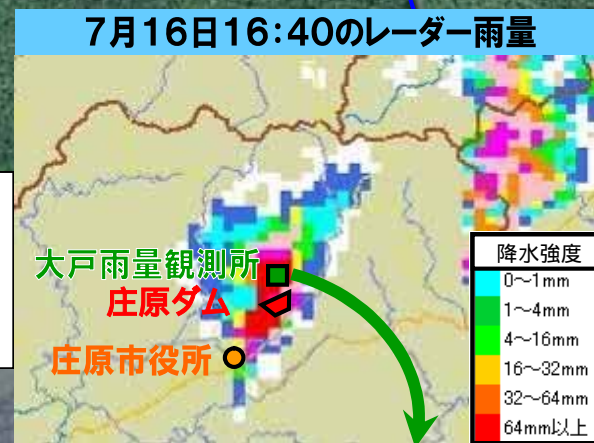 7月16日16:40のレーダー雨量
大戸雨量観測所
庄原ダム
庄原市役所
降水強度
0～1mm
1～4mm
4～16mm
16～32mm
32～64mm
64mm以上